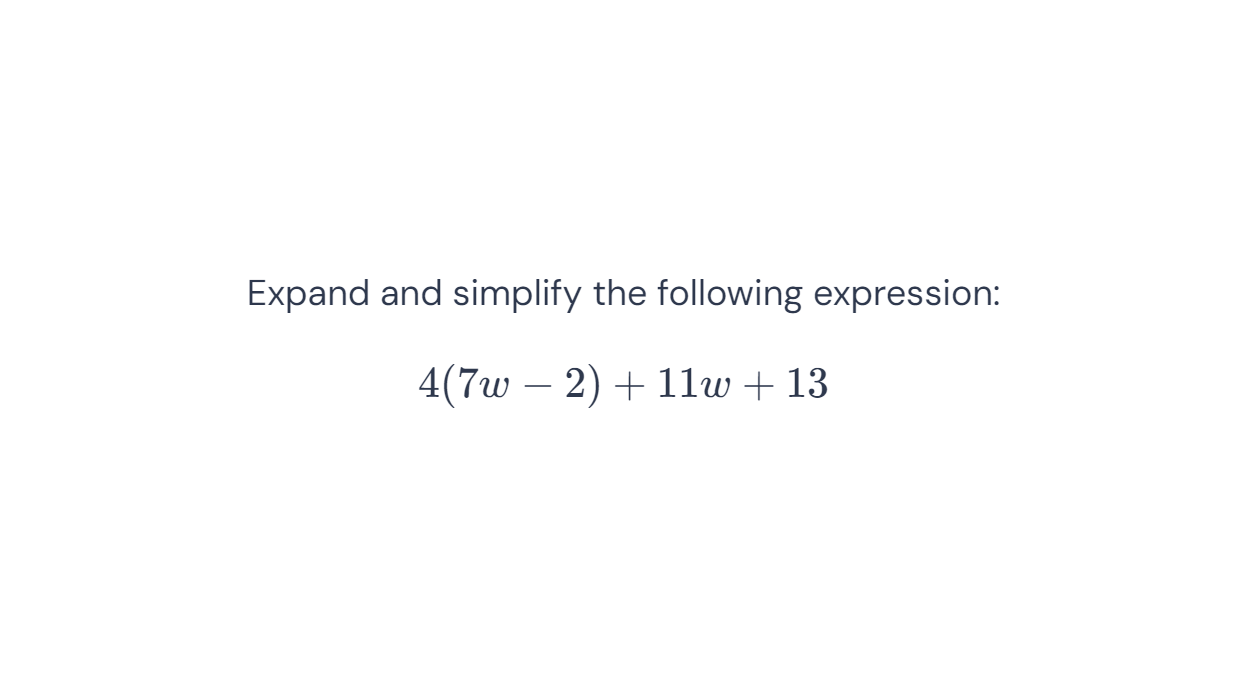 Expand and simplify the following expression:
4(7w − 2) + 11w + 13